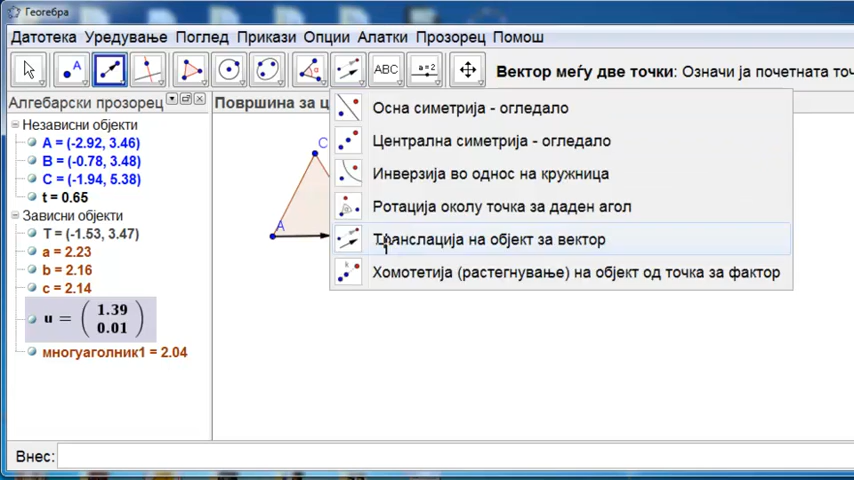 Геогебра
Датотека Уредување Поглед Прикази Опции Алатки Прозорец Помош
A ABC a = 2 Вектор меѓу две точки: Означи ја почетната точ
Алгебарски прозорец Површина за ц
Независни објекти
A = (-2.92, 3.46)
B = (-0.78, 3.48)
C = (-1.94, 5.38)
t = 0.65
Зависни објекти
T = (-1.53, 3.47)
a = 2.23
b = 2.16
c = 2.14
u = ( 1.39
0.01 )
многуаголник1 = 2.04
C
A
Осна симетрија - огледало
Централна симетрија - огледало
Инверзија во однос на кружница
Ротација околу точка за даден агол
Транслација на објект за вектор
Хомотетија (растегнување) на објект од точка за фактор
Внес: